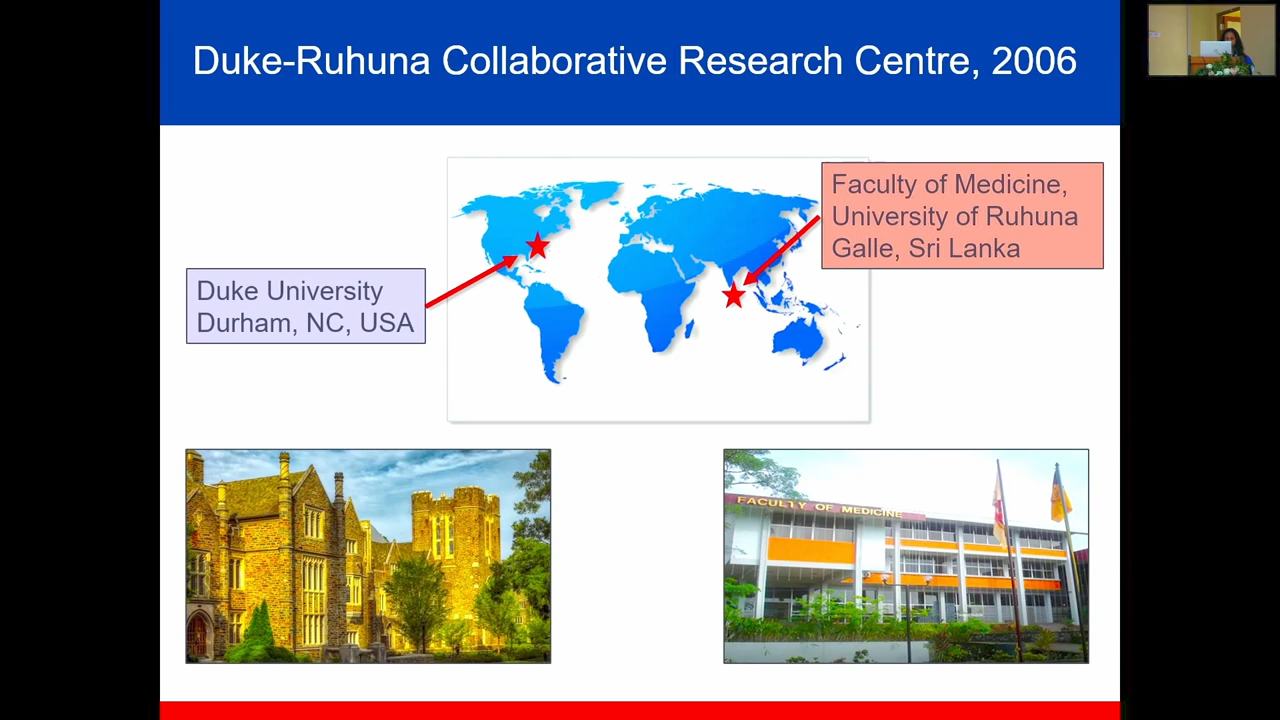 Duke-Ruhuna Collaborative Research Centre, 2006
Faculty of Medicine,
University of Ruhuna
Galle, Sri Lanka
Duke University
Durham, NC, USA
FACULTY OF MEDICINE